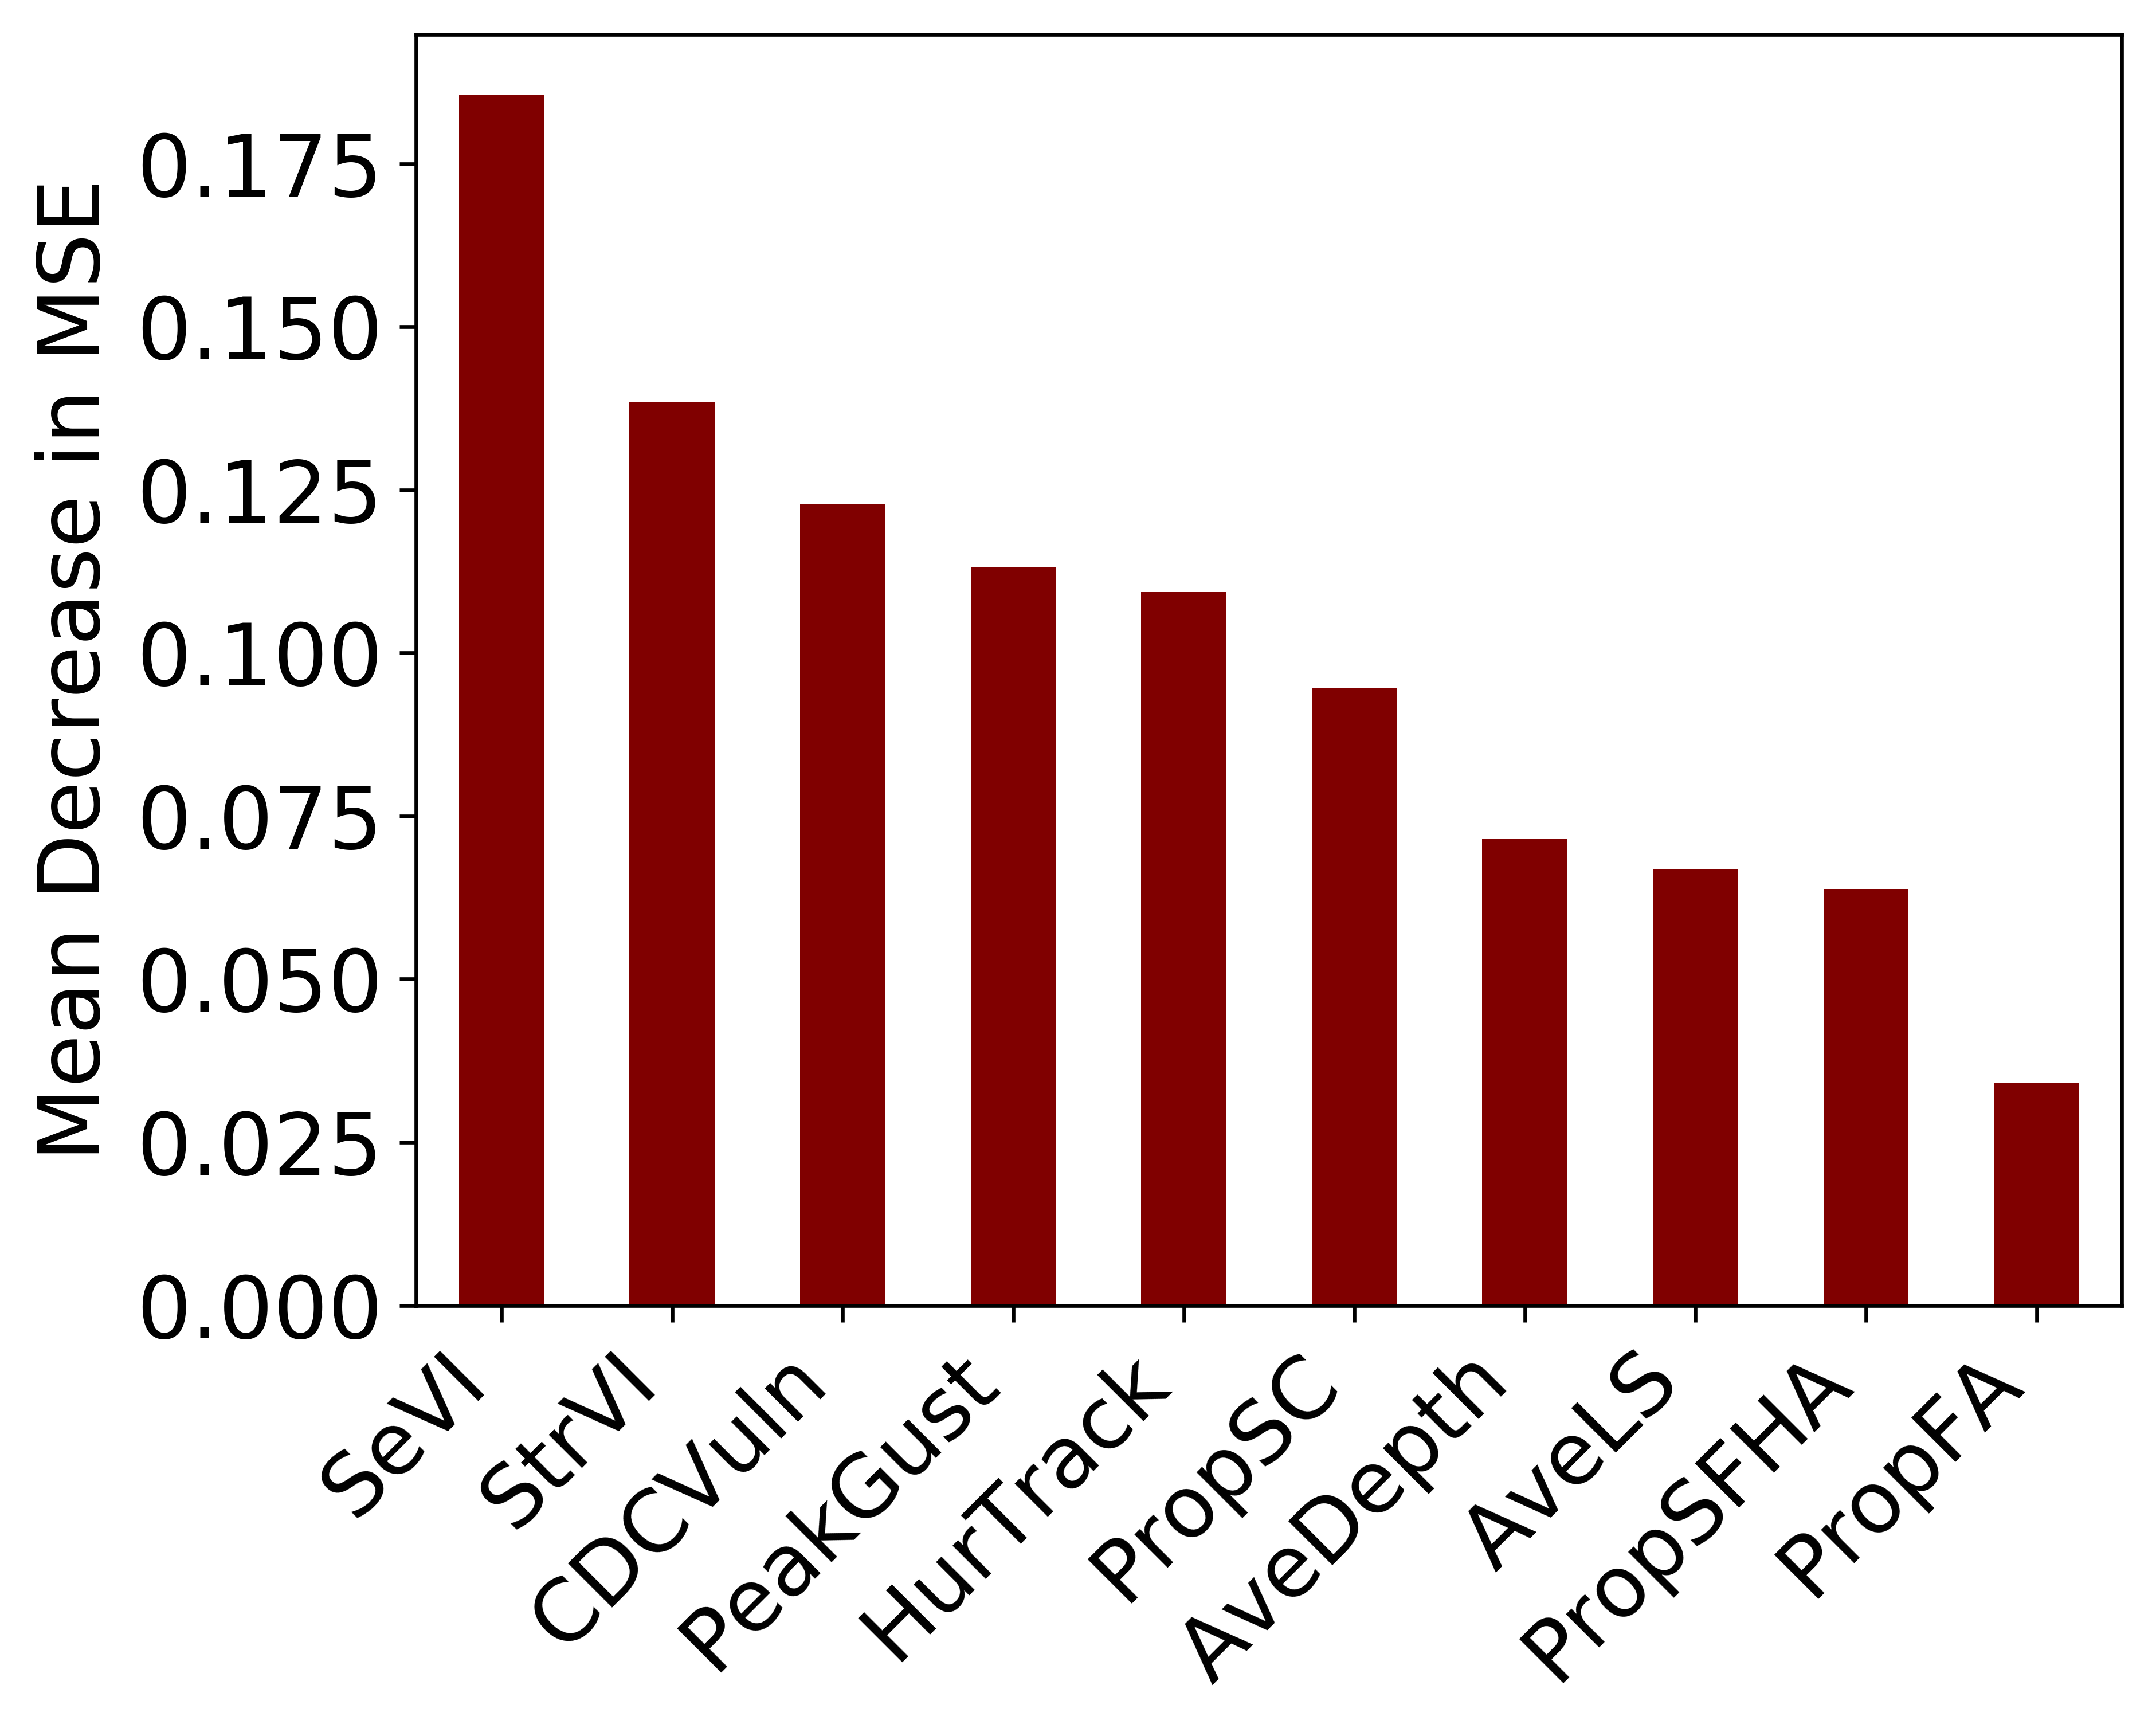 Mean Decrease in MSE
0.175
0.150
0.125
0.100
0.075
0.050
0.025
0.000
SeVI
StrVI
CDCVuln
PeakGust
HurTrack
PropSC
AveDepth
AveLS
PropSFHA
PropFA